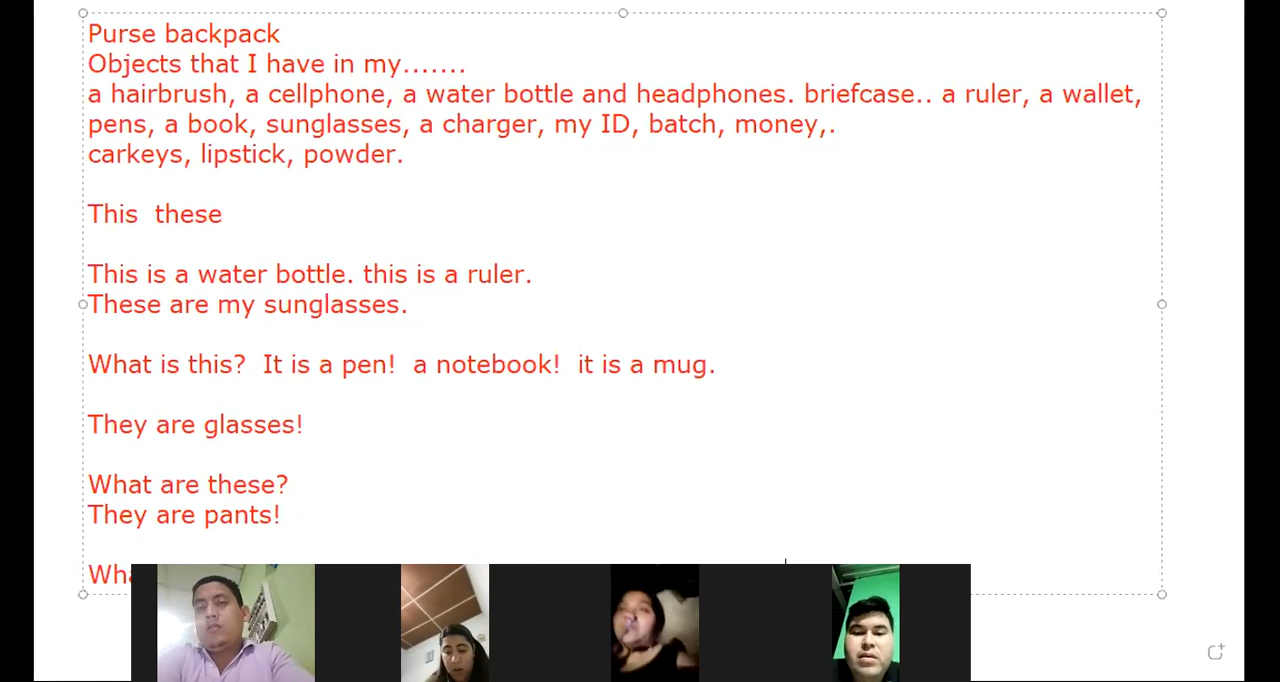 Purse backpack
Objects that I have in my.......
a hairbrush, a cellphone, a water bottle and headphones. briefcase.. a ruler, a wallet,
pens, a book, sunglasses, a charger, my ID, batch, money,.
carkeys, lipstick, powder.
This  these
This is a water bottle. this is a ruler.
These are my sunglasses.
What is this?  It is a pen!  a notebook!  it is a mug.
They are glasses!
What are these?
They are pants!